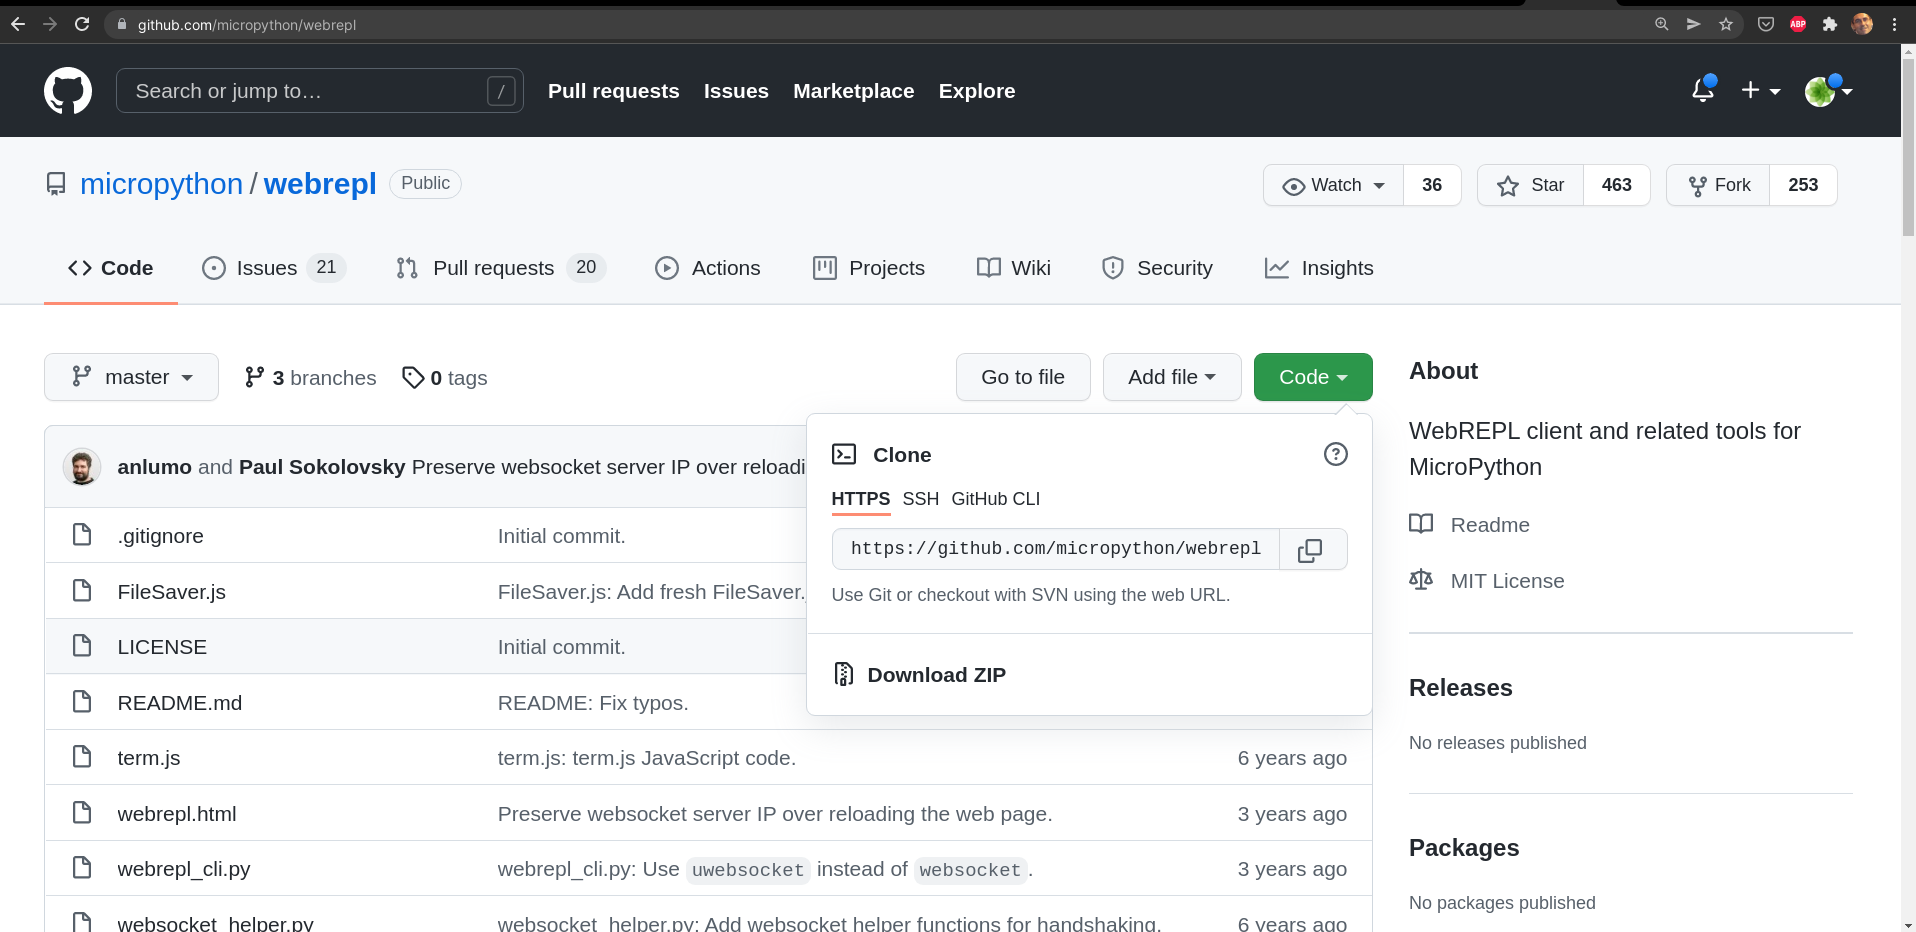 github.com/micropython/webrepl
ABP
Search or jump to…
/
Pull requests
Issues
Marketplace
Explore
micropython / webrepl
Public
Watch
36
Star
463
Fork
253
Code
Issues
21
Pull requests
20
Actions
Projects
Wiki
Security
Insights
master
3 branches
0 tags
Go to file
Add file
Code
anlumo and Paul Sokolovsky Preserve websocket server IP over reloadi
.gitignore
Initial commit.
FileSaver.js
FileSaver.js: Add fresh FileSaver.
LICENSE
Initial commit.
README.md
README: Fix typos.
term.js
term.js: term.js JavaScript code.
6 years ago
webrepl.html
Preserve websocket server IP over reloading the web page.
3 years ago
webrepl_cli.py
webrepl_cli.py: Use uwebsocket instead of websocket.
3 years ago
websocket_helper.py
websocket_helper.py: Add websocket helper functions for handshaking.
6 years ago
Clone
HTTPS
SSH
GitHub CLI
https://github.com/micropython/webrepl
Use Git or checkout with SVN using the web URL.
Download ZIP
About
WebREPL client and related tools for
MicroPython
Readme
MIT License
Releases
No releases published
Packages
No packages published